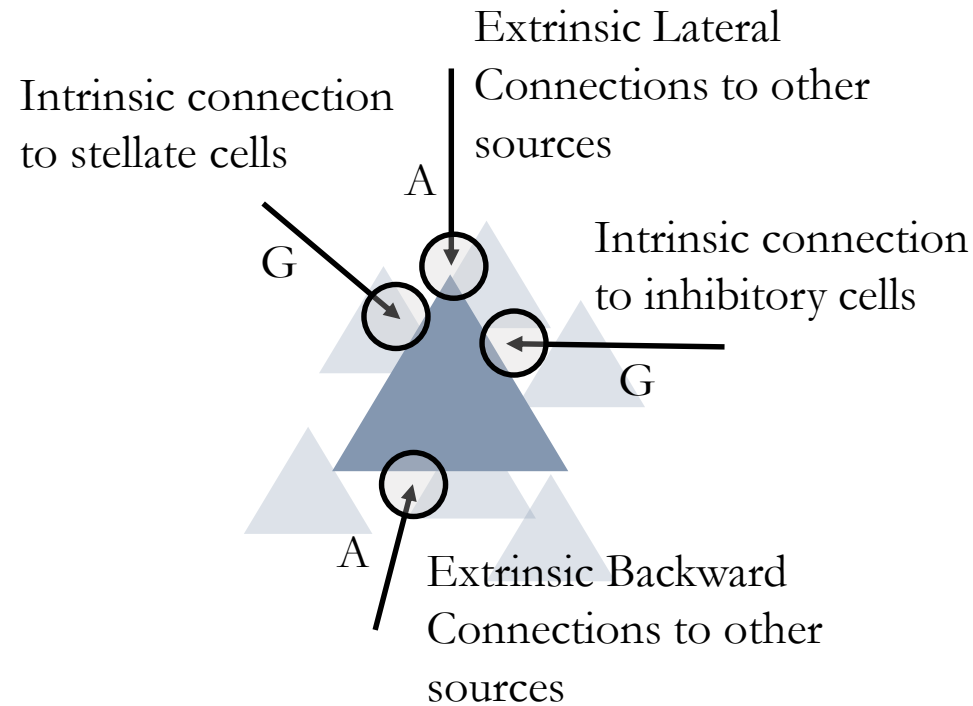 Extrinsic Lateral
Connections to other
sources
Intrinsic connection
to stellate cells
A
G
Intrinsic connection
to inhibitory cells
G
A
Extrinsic Backward
Connections to other
sources